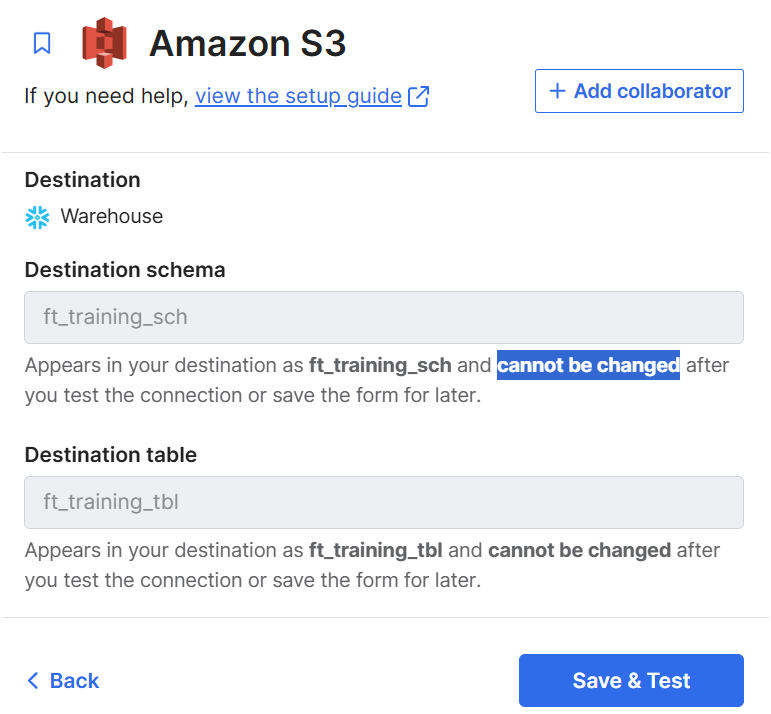 Amazon S3
If you need help, view the setup guide
+ Add collaborator
Destination
Warehouse
Destination schema
ft_training_sch
Appears in your destination as ft_training_sch and cannot be changed after
you test the connection or save the form for later.
Destination table
ft_training_tbl
Appears in your destination as ft_training_tbl and cannot be changed after
you test the connection or save the form for later.
Back
Save & Test